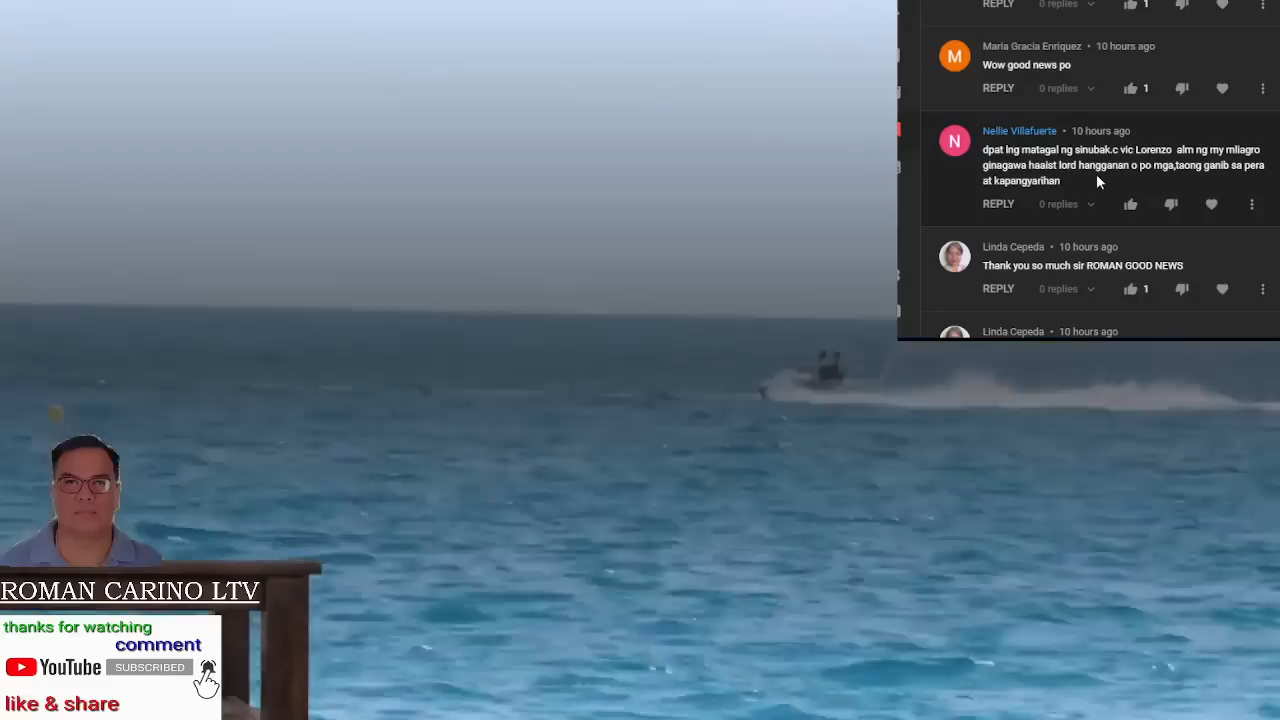 REPLY 0 replies 1
M Maria Gracia Enriquez • 10 hours ago
Wow good news po
REPLY 0 replies 1
N Nellie Villafuerte • 10 hours ago
dpat lng matagal ng sinubak.c vic Lorenzo alm ng my mliagro
ginagawa haaist lord hangganan o po mga,taong ganib sa pera
at kapangyarihan
REPLY 0 replies
Linda Cepeda • 10 hours ago
Thank you so much sir ROMAN GOOD NEWS
REPLY 0 replies 1
Linda Cepeda • 10 hours ago
ROMAN CARINO LTV
thanks for watching
comment
YouTube SUBSCRIBED
like & share